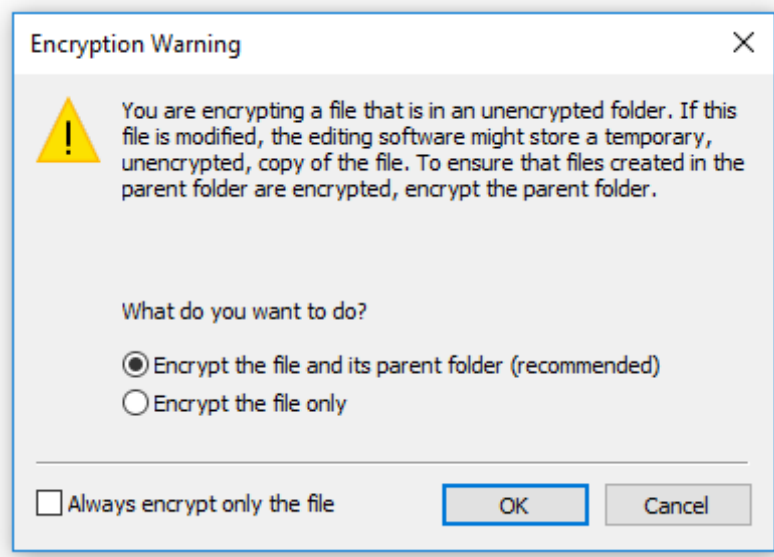 Encryption Warning
You are encrypting a file that is in an unencrypted folder. If this
file is modified, the editing software might store a temporary,
unencrypted, copy of the file. To ensure that files created in the
parent folder are encrypted, encrypt the parent folder.
What do you want to do?
Encrypt the file and its parent folder (recommended)
Encrypt the file only
Always encrypt only the file
OK
Cancel